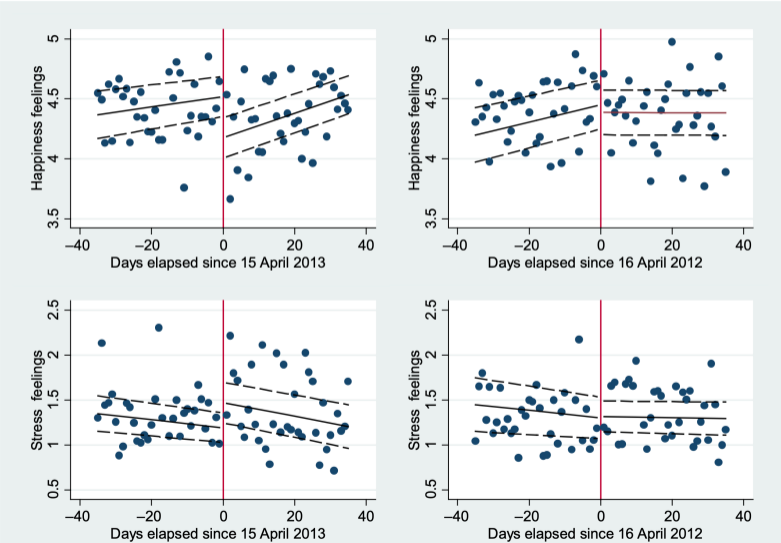 Happiness feelings
5
4.5
4
3.5
−40 −20 0 20 40
Days elapsed since 15 April 2013
Happiness feelings
5
4.5
4
3.5
−40 −20 0 20 40
Days elapsed since 16 April 2012
Stress feelings
2.5
2
1.5
1
0.5
−40 −20 0 20 40
Days elapsed since 15 April 2013
Stress feelings
2.5
2
1.5
1
0.5
−40 −20 0 20 40
Days elapsed since 16 April 2012